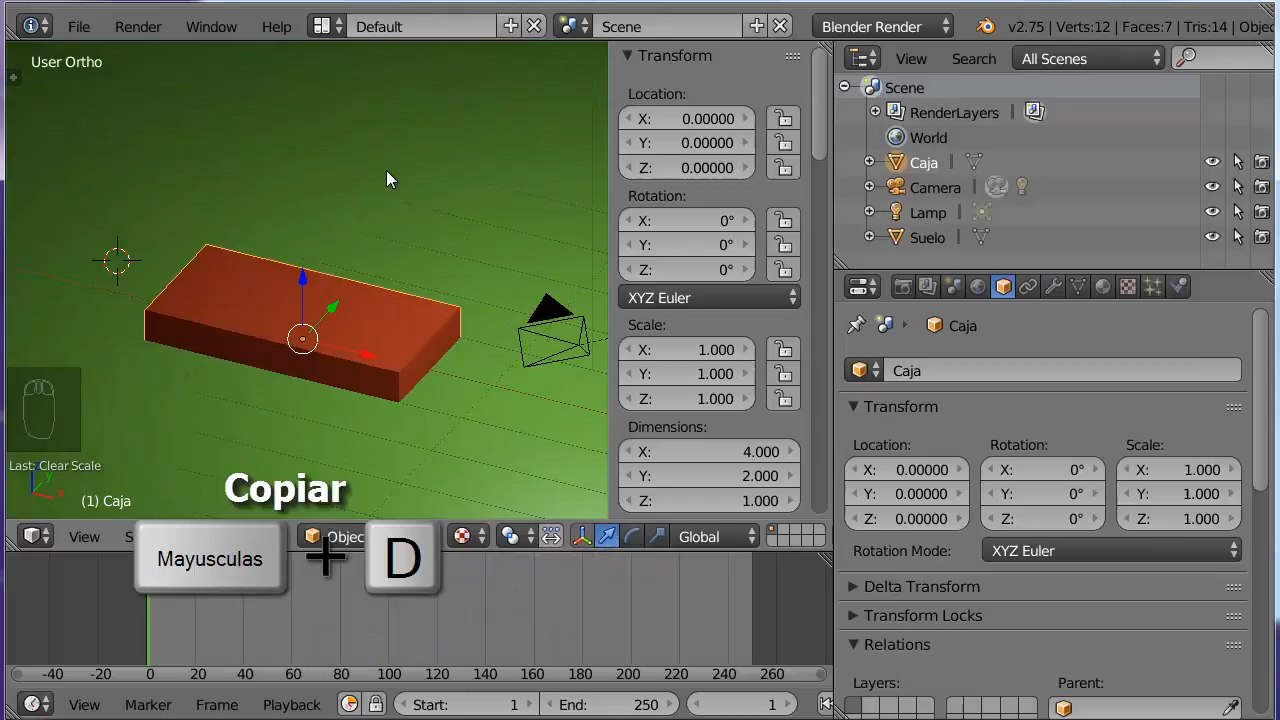 File Render Window Help Default Scene Blender Render v2.75 | Verts:12 | Faces:7 | Tris:14 | Objec
User Ortho
Transform
Location:
X: 0.00000
Y: 0.00000
Z: 0.00000
Rotation:
X: 0°
Y: 0°
Z: 0°
XYZ Euler
Scale:
X: 1.000
Y: 1.000
Z: 1.000
Dimensions:
X: 4.000
Y: 2.000
Z: 1.000
View Search All Scenes
Scene
RenderLayers
World
Caja
Camera
Lamp
Suelo
Caja
Caja
Transform
Location: Rotation: Scale:
X: 0.00000 X: 0° X: 1.000
Y: 0.00000 Y: 0° Y: 1.000
Z: 0.00000 Z: 0° Z: 1.000
Rotation Mode: XYZ Euler
Delta Transform
Transform Locks
Relations
Layers: Parent:
Last: Clear Scale
z
y
x
(1) Caja
Copiar
View S Objec Global
Mayusculas + D
-40 -20 0 20 40 60 80 100 120 140 160 180 200 220 240 260
View Marker Frame Playback Start: 1 End: 250 1